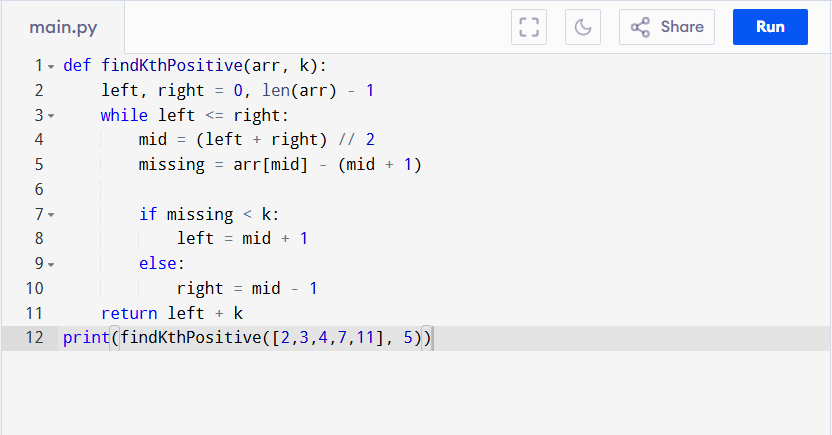 main.py
Share
Run
1 def findKthPositive(arr, k):
2     left, right = 0, len(arr) - 1
3     while left <= right:
4         mid = (left + right) // 2
5         missing = arr[mid] - (mid + 1)
6
7         if missing < k:
8             left = mid + 1
9         else:
10             right = mid - 1
11     return left + k
12 print(findKthPositive([2,3,4,7,11], 5))